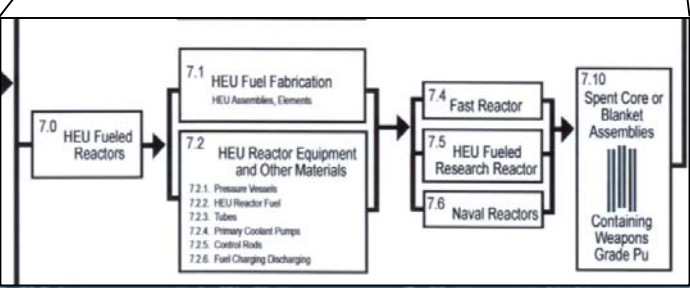 7.0
HEU Fueled
Reactors
7.1
HEU Fuel Fabrication
HEU Assemblies, Elements
7.2
HEU Reactor Equipment
and Other Materials
7.2.1. Pressure Vessels
7.2.2. HEU Reactor Fuel
7.2.3. Tubes
7.2.4. Primary Coolant Pumps
7.2.5. Control Rods
7.2.6. Fuel Charging Discharging
7.4
Fast Reactor
7.5
HEU Fueled
Research Reactor
7.6
Naval Reactors
7.10
Spent Core or
Blanket
Assemblies
Containing
Weapons
Grade Pu